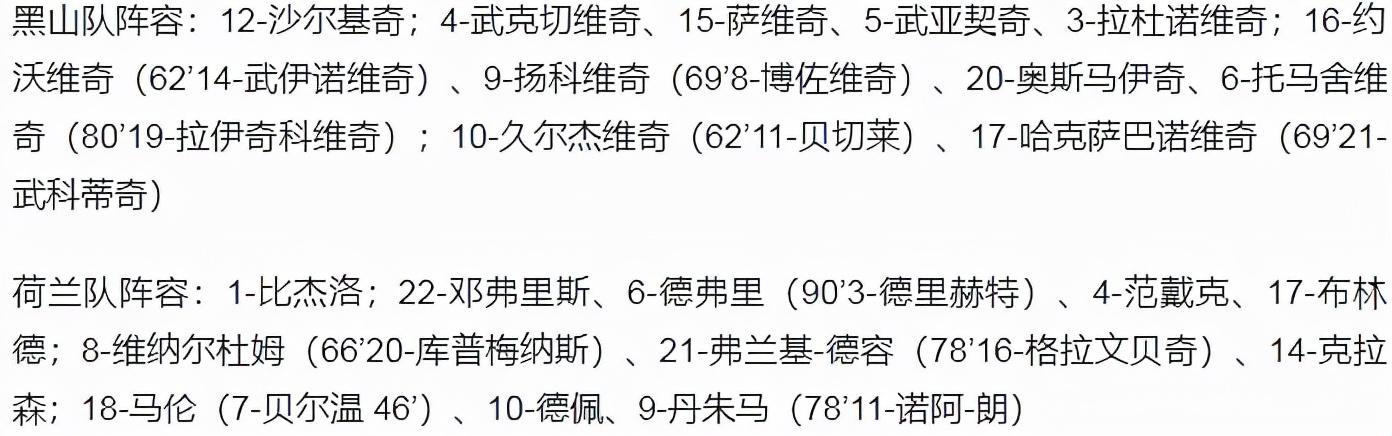 黑山队阵容：12-沙尔基奇；4-武克切维奇、15-萨维奇、5-武亚契奇、3-拉杜诺维奇；16-约
沃维奇（62’14-武伊诺维奇）、9-扬科维奇（69’8-博佐维奇）、20-奥斯马伊奇、6-托马舍维
奇（80’19-拉伊奇科维奇）；10-久尔杰维奇（62’11-贝切莱）、17-哈克萨巴诺维奇（69’21-
武科蒂奇）
荷兰队阵容：1-比杰洛；22-邓弗里斯、6-德弗里（90’3-德里赫特）、4-范戴克、17-布林
德；8-维纳尔杜姆（66’20-库普梅纳斯）、21-弗兰基-德容（78’16-格拉文贝奇）、14-克拉
森；18-马伦（7-贝尔温 46’）、10-德佩、9-丹朱马（78’11-诺阿-朗）